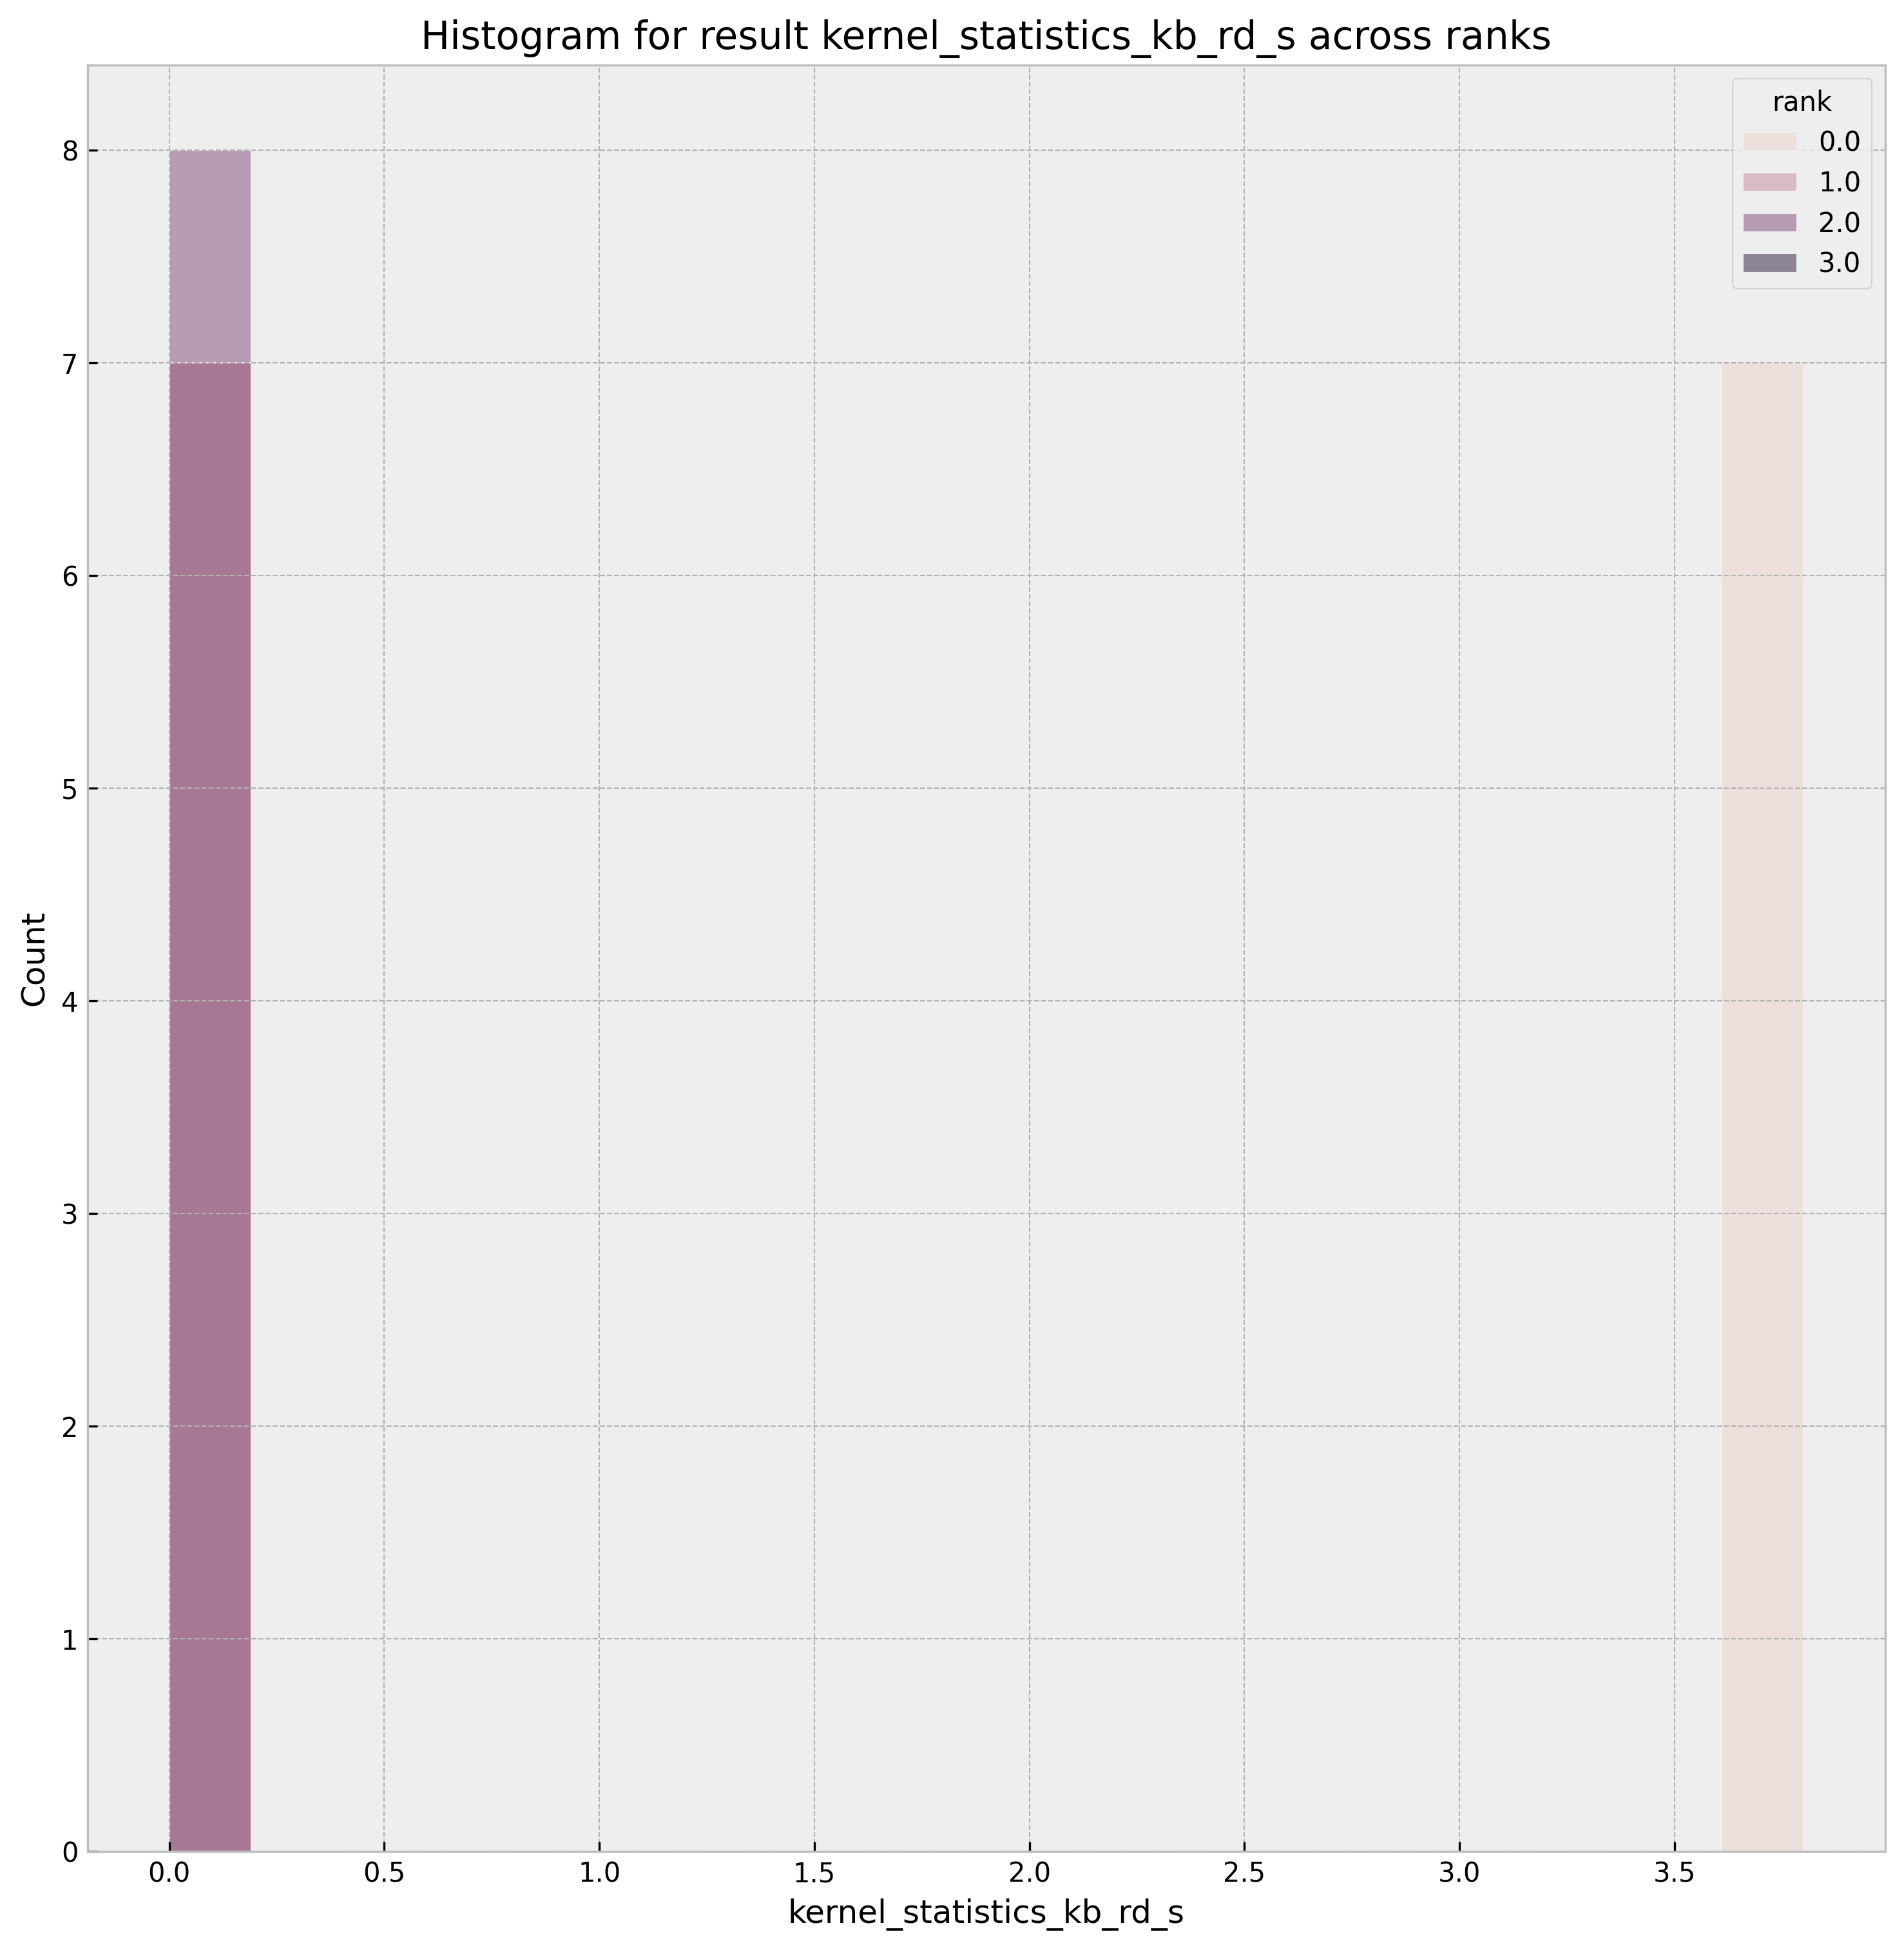 Histogram for result kernel_statistics_kb_rd_s across ranks
rank
0.0
1.0
2.0
3.0
Count
8
7
6
5
4
3
2
1
0
0.0 0.5 1.0 1.5 2.0 2.5 3.0 3.5
kernel_statistics_kb_rd_s